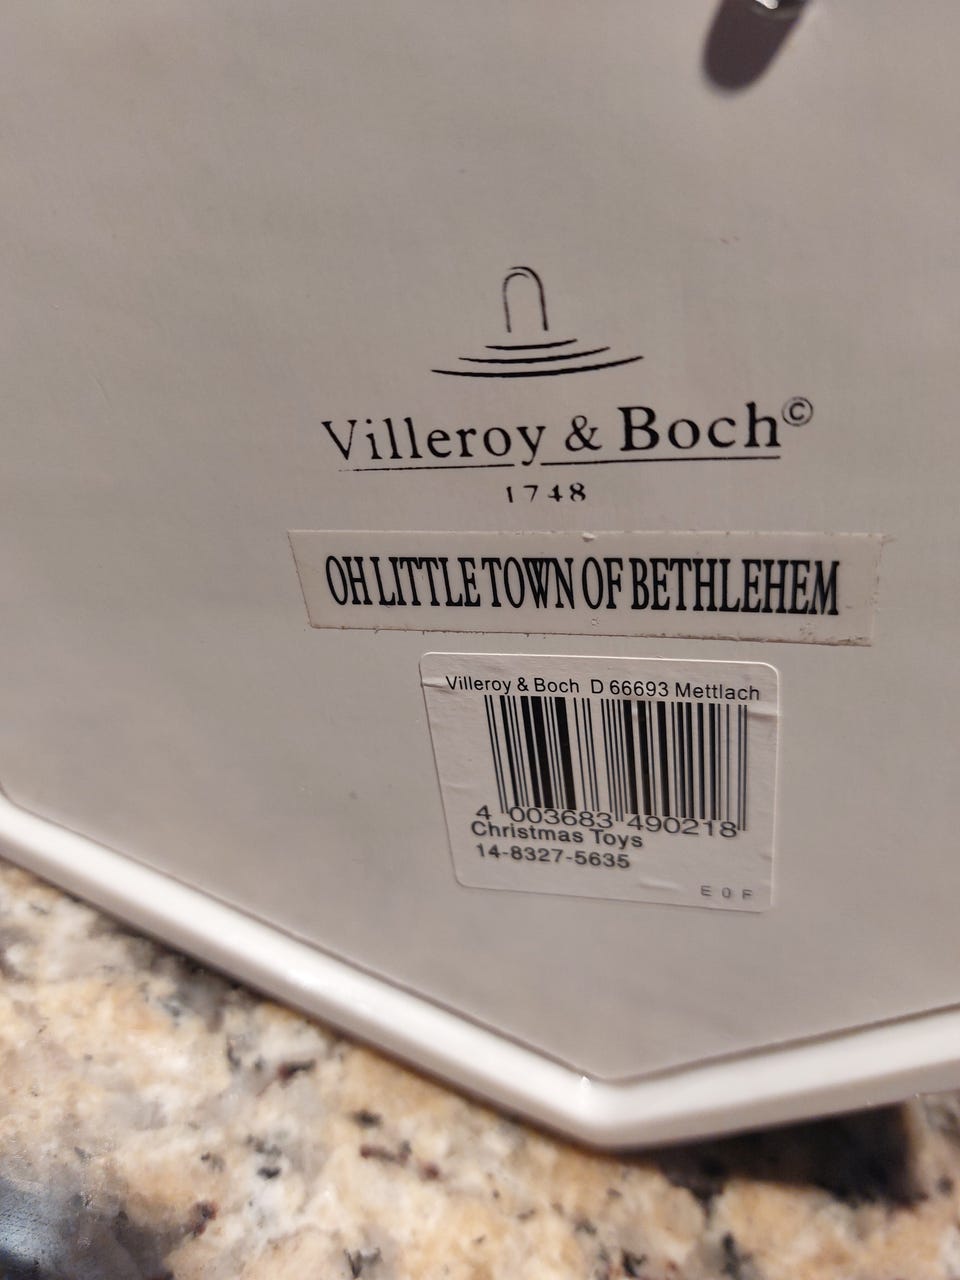 Villeroy & Boch©
1748
OH LITTLE TOWN OF BETHLEHEM
Villeroy & Boch D 66693 Mettlach
4 003683 490218
Christmas Toys
14-8327-5635
E 0 F